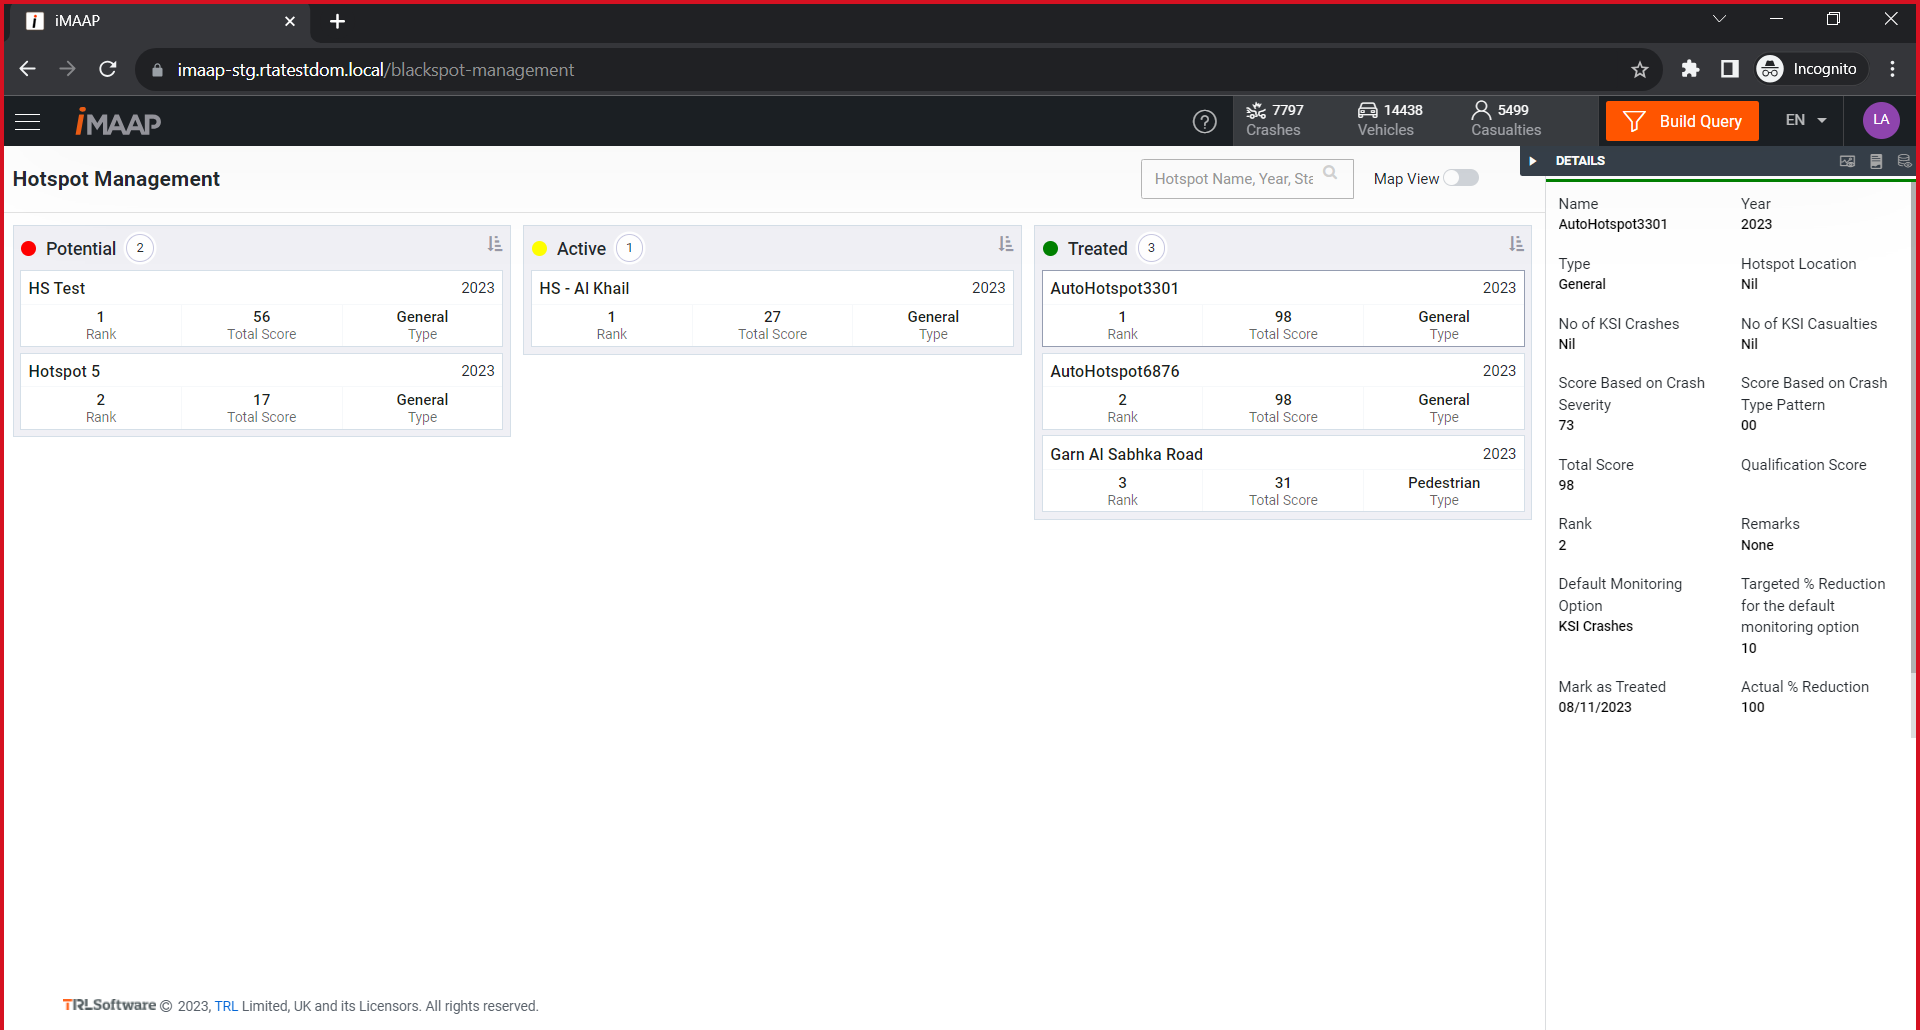 iMAAP
imaap-stg.rtatestdom.local/blackspot-management
Incognito
iMAAP
7797
Crashes
14438
Vehicles
5499
Casualties
Build Query
EN
LA
Hotspot Management
Hotspot Name, Year, Sta
Map View
DETAILS
Potential 2
HS Test 2023
1 56 General
Rank Total Score Type
Hotspot 5 2023
2 17 General
Rank Total Score Type
Active 1
HS - Al Khail 2023
1 27 General
Rank Total Score Type
Treated 3
AutoHotspot3301 2023
1 98 General
Rank Total Score Type
AutoHotspot6876 2023
2 98 General
Rank Total Score Type
Garn Al Sabhka Road 2023
3 31 Pedestrian
Rank Total Score Type
Name Year
AutoHotspot3301 2023
Type Hotspot Location
General Nil
No of KSI Crashes No of KSI Casualties
Nil Nil
Score Based on Crash Score Based on Crash
Severity Type Pattern
73 00
Total Score Qualification Score
98
Rank Remarks
2 None
Default Monitoring Targeted % Reduction
Option for the default
KSI Crashes monitoring option
10
Mark as Treated Actual % Reduction
08/11/2023 100
TRLSoftware © 2023, TRL Limited, UK and its Licensors. All rights reserved.